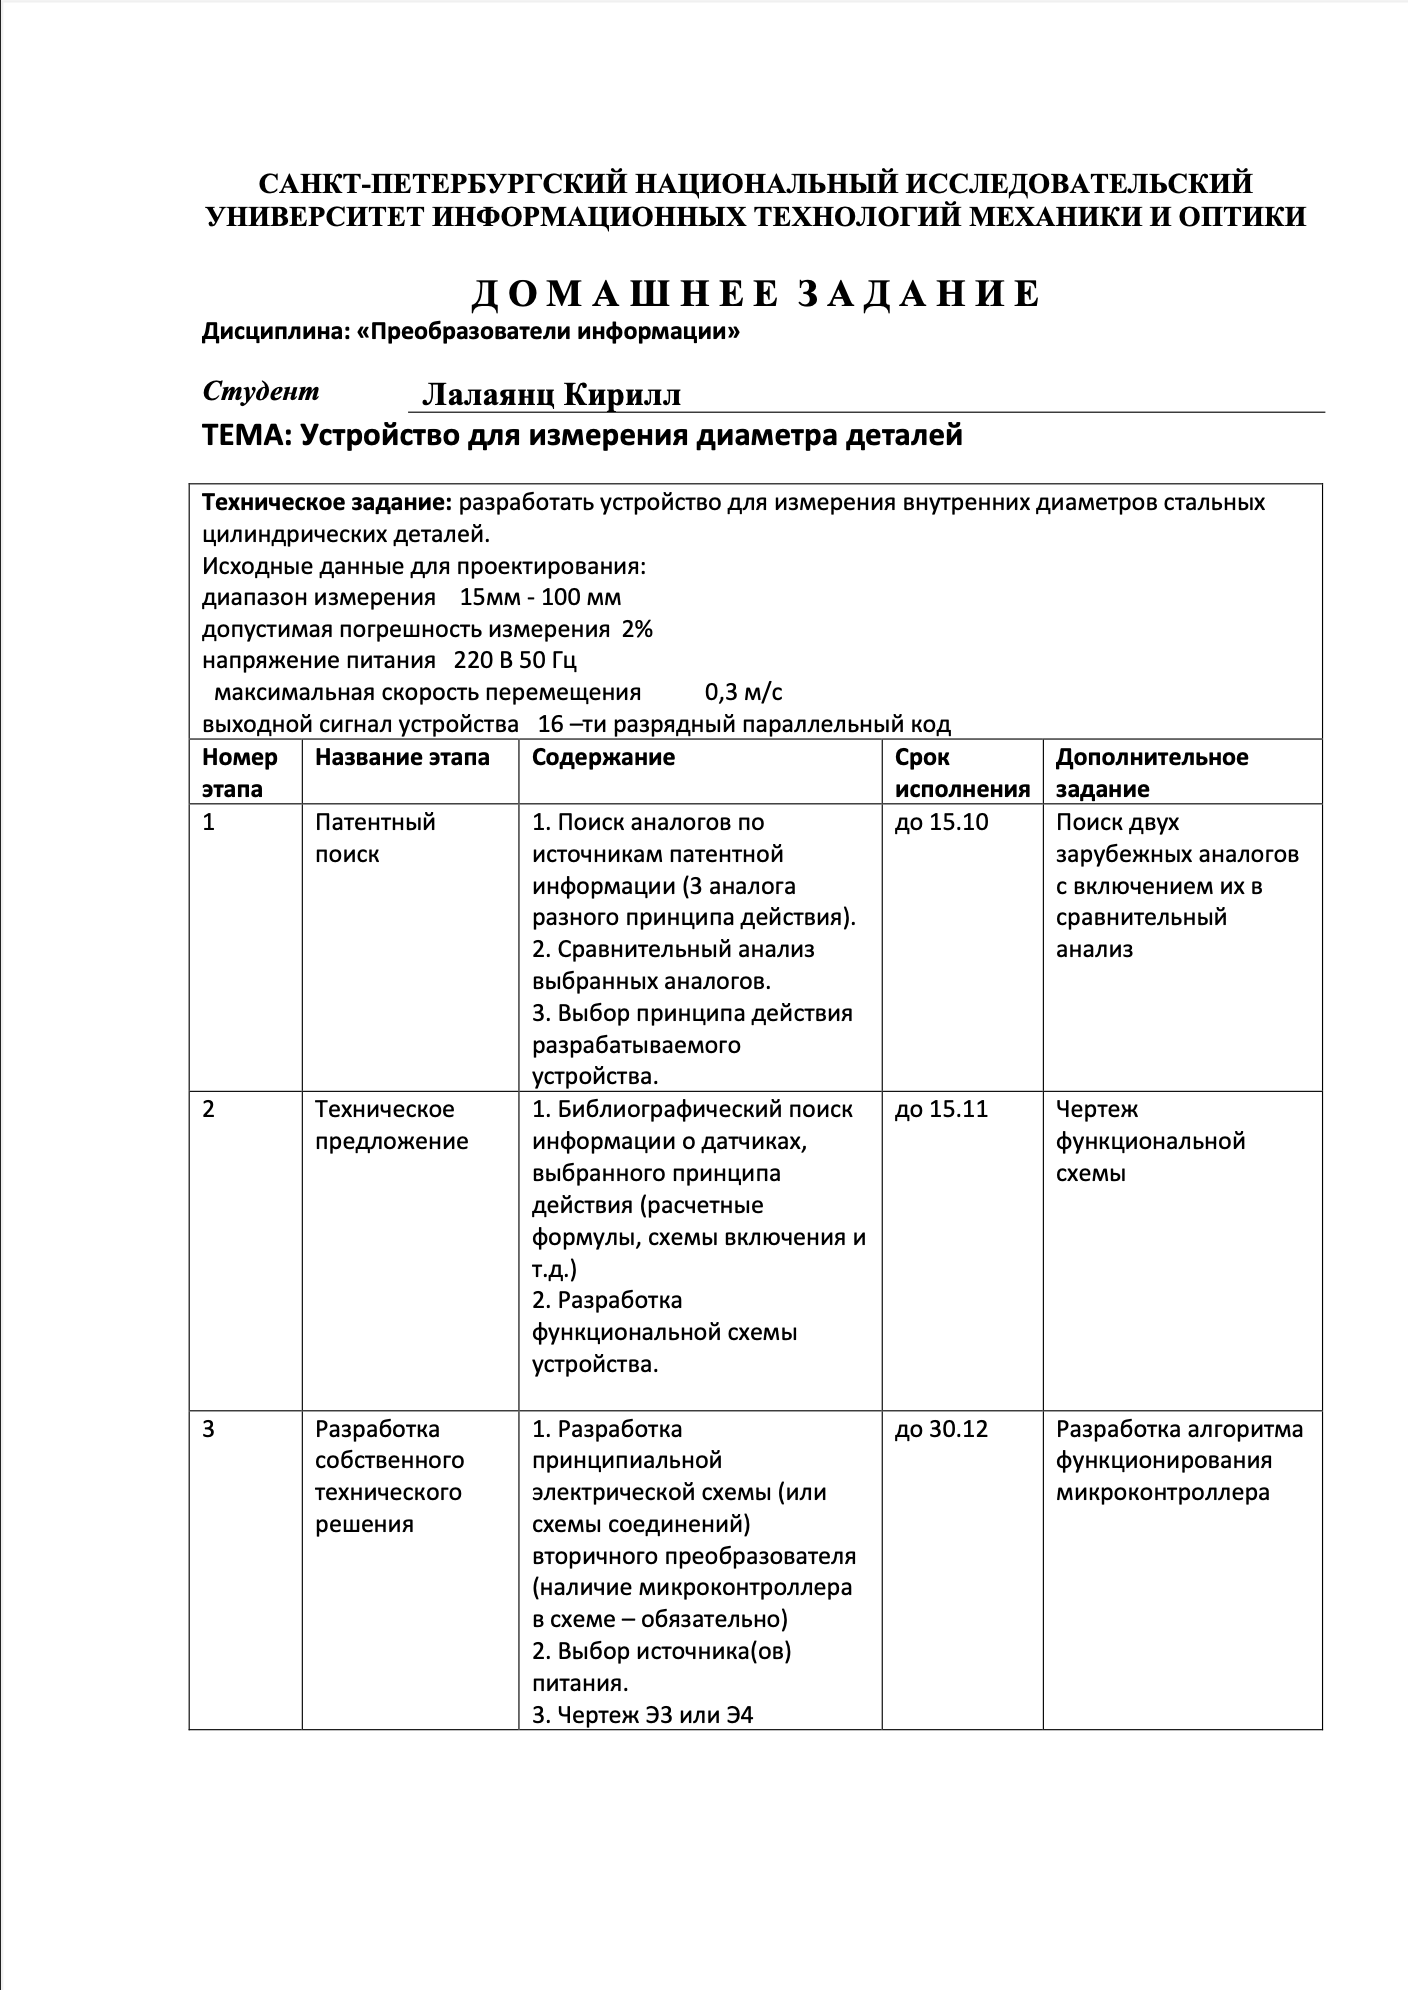 САНКТ-ПЕТЕРБУРГСКИЙ НАЦИОНАЛЬНЫЙ ИССЛЕДОВАТЕЛЬСКИЙ
УНИВЕРСИТЕТ ИНФОРМАЦИОННЫХ ТЕХНОЛОГИЙ МЕХАНИКИ И ОПТИКИ
Д О М А Ш Н Е Е З А Д А Н И Е
Дисциплина: «Преобразователи информации»
Студент Лалаянц Кирилл
ТЕМА: Устройство для измерения диаметра деталей
Техническое задание: разработать устройство для измерения внутренних диаметров стальных
цилиндрических деталей.
Исходные данные для проектирования:
диапазон измерения 15мм - 100 мм
допустимая погрешность измерения 2%
напряжение питания 220 В 50 Гц
максимальная скорость перемещения 0,3 м/с
выходной сигнал устройства 16 –ти разрядный параллельный код
Номер
этапа
Название этапа
Содержание
Срок
исполнения
Дополнительное
задание
1
Патентный
поиск
1. Поиск аналогов по
источникам патентной
информации (3 аналога
разного принципа действия).
2. Сравнительный анализ
выбранных аналогов.
3. Выбор принципа действия
разрабатываемого
устройства.
до 15.10
Поиск двух
зарубежных аналогов
с включением их в
сравнительный
анализ
2
Техническое
предложение
1. Библиографический поиск
информации о датчиках,
выбранного принципа
действия (расчетные
формулы, схемы включения и
т.д.)
2. Разработка
функциональной схемы
устройства.
до 15.11
Чертеж
функциональной
схемы
3
Разработка
собственного
технического
решения
1. Разработка
принципиальной
электрической схемы (или
схемы соединений)
вторичного преобразователя
(наличие микроконтроллера
в схеме – обязательно)
2. Выбор источника(ов)
питания.
3. Чертеж Э3 или Э4
до 30.12
Разработка алгоритма
функционирования
микроконтроллера